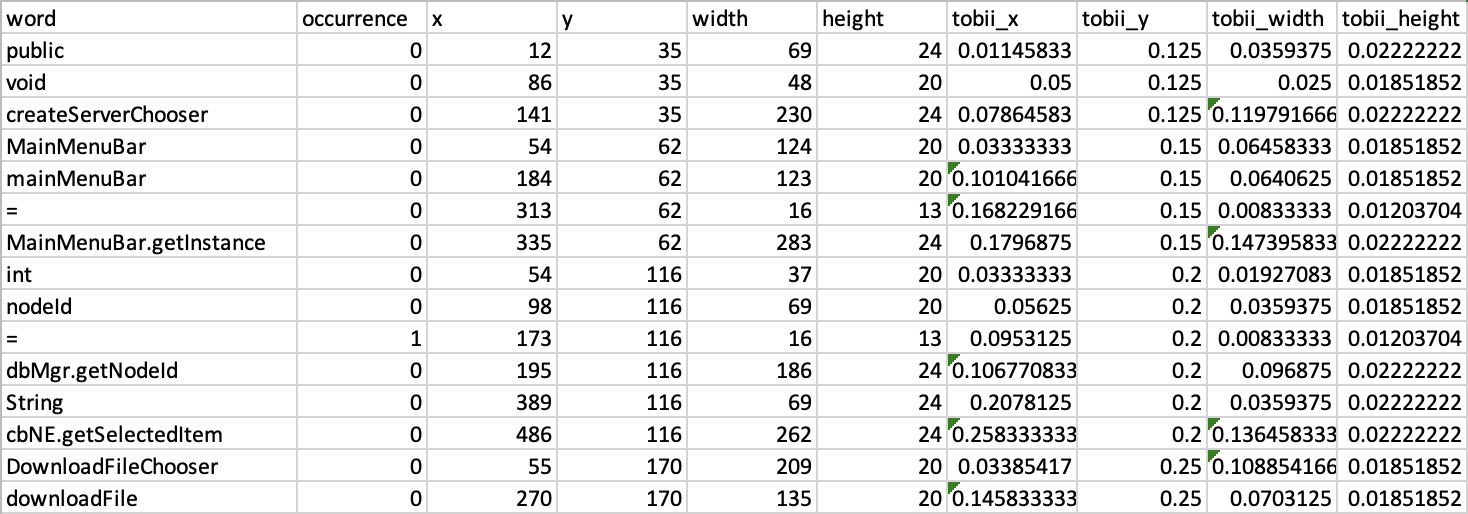 word occurrence x y width height tobii_x tobii_y tobii_width tobii_height
public 0 12 35 69 24 0.01145833 0.125 0.0359375 0.02222222
void 0 86 35 48 20 0.05 0.125 0.025 0.01851852
createServerChooser 0 141 35 230 24 0.07864583 0.125 0.119791666 0.02222222
MainMenuBar 0 54 62 124 20 0.03333333 0.15 0.06458333 0.01851852
mainMenuBar 0 184 62 123 20 0.101041666 0.15 0.0640625 0.01851852
= 0 313 62 16 13 0.168229166 0.15 0.00833333 0.01203704
MainMenuBar.getInstance 0 335 62 283 24 0.1796875 0.15 0.147395833 0.02222222
int 0 54 116 37 20 0.03333333 0.2 0.01927083 0.01851852
nodeId 0 98 116 69 20 0.05625 0.2 0.0359375 0.01851852
= 1 173 116 16 13 0.0953125 0.2 0.00833333 0.01203704
dbMgr.getNodeId 0 195 116 186 24 0.106770833 0.2 0.096875 0.02222222
String 0 389 116 69 24 0.2078125 0.2 0.0359375 0.02222222
cbNE.getSelectedItem 0 486 116 262 24 0.258333333 0.2 0.136458333 0.02222222
DownloadFileChooser 0 55 170 209 20 0.03385417 0.25 0.108854166 0.01851852
downloadFile 0 270 170 135 20 0.145833333 0.25 0.0703125 0.01851852